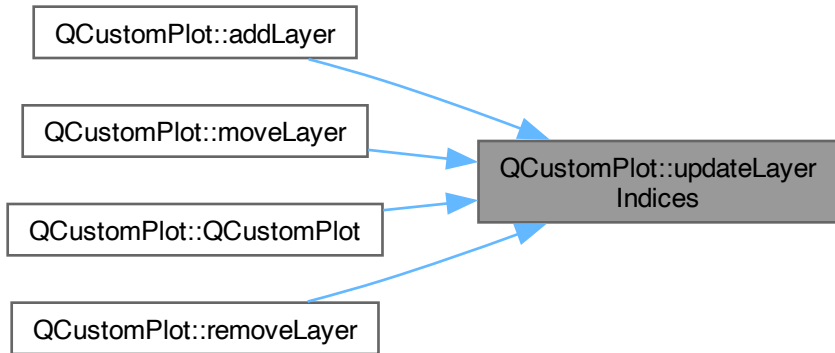 QCustomPlot::addLayer
QCustomPlot::moveLayer
QCustomPlot::updateLayer
Indices
QCustomPlot::QCustomPlot
QCustomPlot::removeLayer